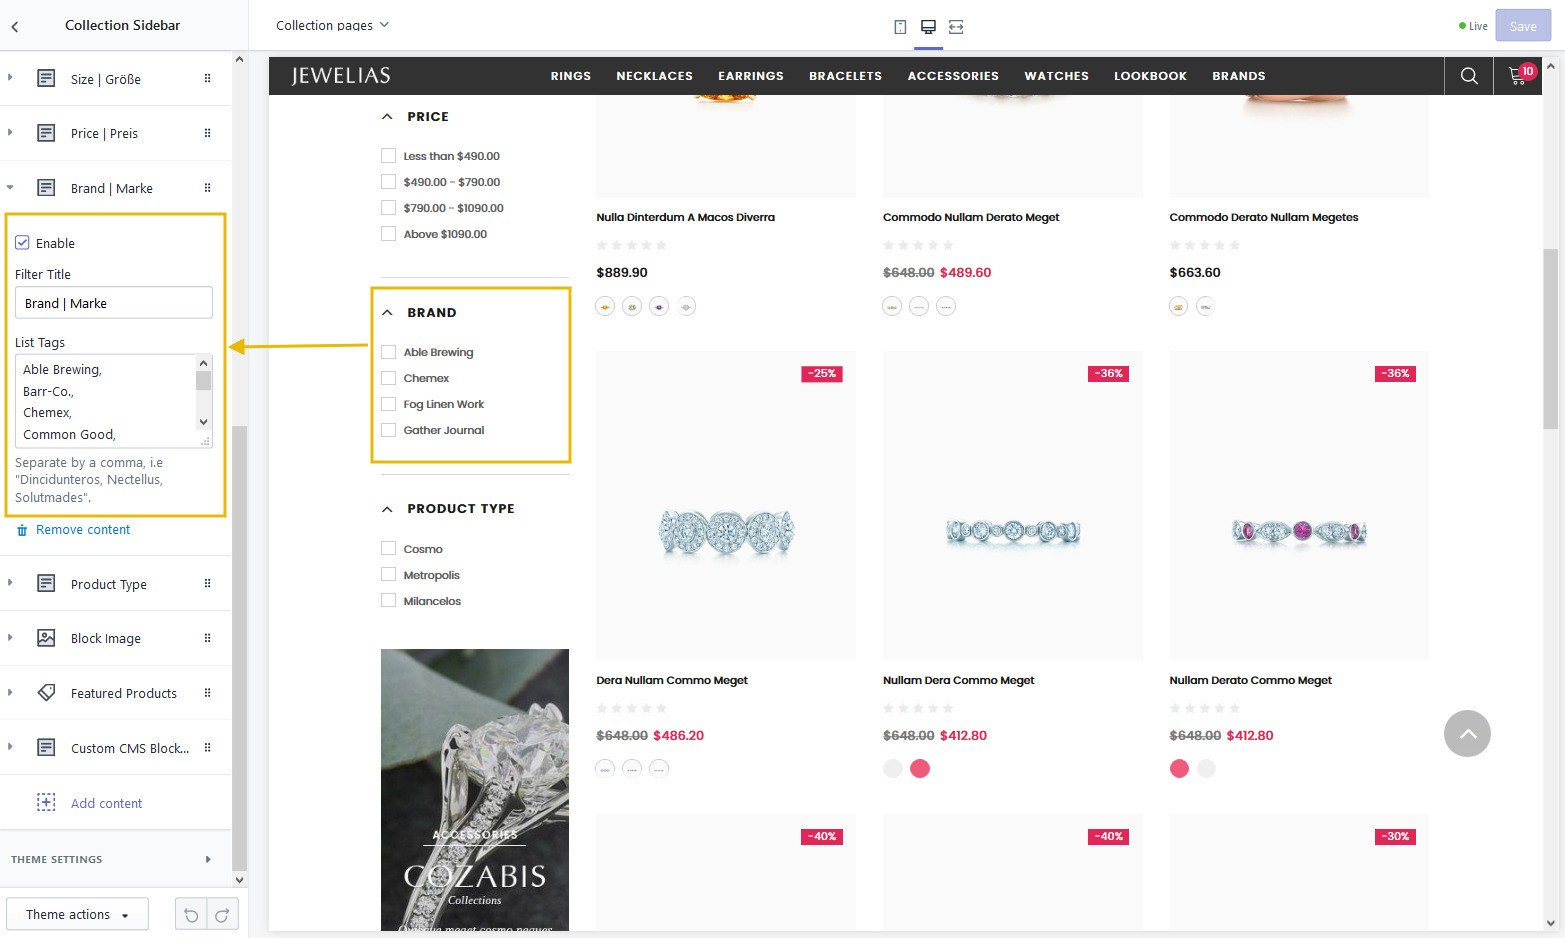 Collection Sidebar
Collection pages
Live
Save
Size | Größe
Price | Preis
Brand | Marke
Enable
Filter Title
Brand | Marke
List Tags
Able Brewing,
Barr-Co.,
Chemex,
Common Good,
Separate by a comma, i.e
"Dincidunteros, Nectellus,
Solutmades".
Remove content
Product Type
Block Image
Featured Products
Custom CMS Block...
Add content
THEME SETTINGS
Theme actions
JEWELIAS
RINGS NECKLACES EARRINGS BRACELETS ACCESSORIES WATCHES LOOKBOOK BRANDS
10
PRICE
Less than $490.00
$490.00 - $790.00
$790.00 - $1090.00
Above $1090.00
BRAND
Able Brewing
Chemex
Fog Linen Work
Gather Journal
PRODUCT TYPE
Cosmo
Metropolis
Milancelos
ACCESSORIES
COZABIS
Collections
meget cosmo neques
Nulla Dinterdum A Macos Diverra
$889.90
Commodo Nullam Derato Meget
$648.00 $489.60
Commodo Derato Nullam Megetes
$663.60
-25%
-36%
-36%
Dera Nullam Commo Meget
$648.00 $486.20
Nullam Dera Commo Meget
$648.00 $412.80
Nullam Derato Commo Meget
$648.00 $412.80
-40%
-40%
-30%